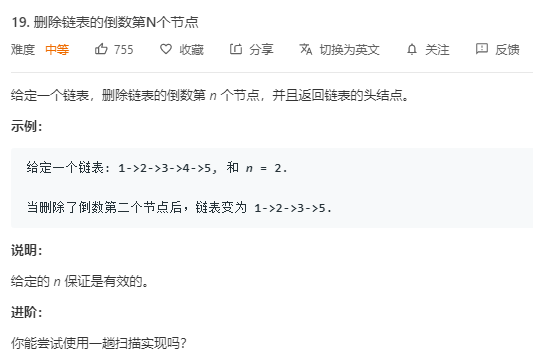 19. 删除链表的倒数第N个节点
难度 中等 755 收藏 分享 切换为英文 关注 反馈
给定一个链表，删除链表的倒数第 n 个节点，并且返回链表的头结点。
示例：
给定一个链表: 1->2->3->4->5, 和 n = 2.
当删除了倒数第二个节点后，链表变为 1->2->3->5.
说明：
给定的 n 保证是有效的。
进阶：
你能尝试使用一趟扫描实现吗？